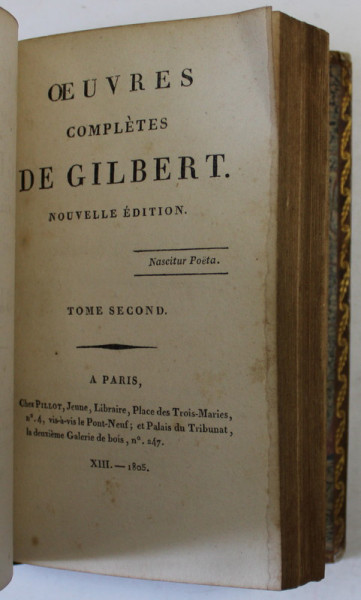 ŒUVRES
COMPLÈTES
DE GILBERT.
NOUVELLE ÉDITION.
Nascitur Poëta.
TOME SECOND.
A PARIS,
Chez PILLOT, Jeune, Libraire, Place des Trois-Maries,
n°. 4, vis-à-vis le Pont-Neuf; et Palais du Tribunat,
la deuxième Galerie de bois, n°. 247.
XIII. — 1805.